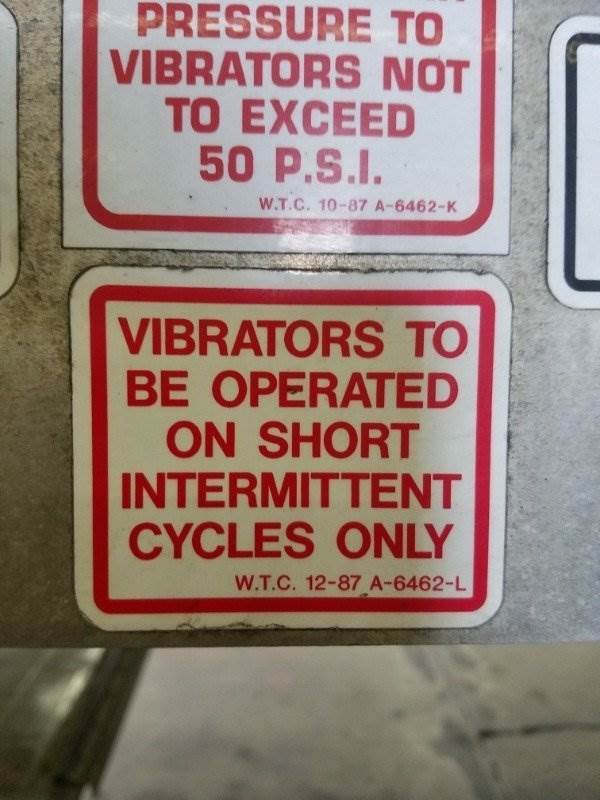 PRESSURE TO
VIBRATORS NOT
TO EXCEED
50 P.S.I.
W.T.C. 10-87 A-6462-K
VIBRATORS TO
BE OPERATED
ON SHORT
INTERMITTENT
CYCLES ONLY
W.T.C. 12-87 A-6462-L